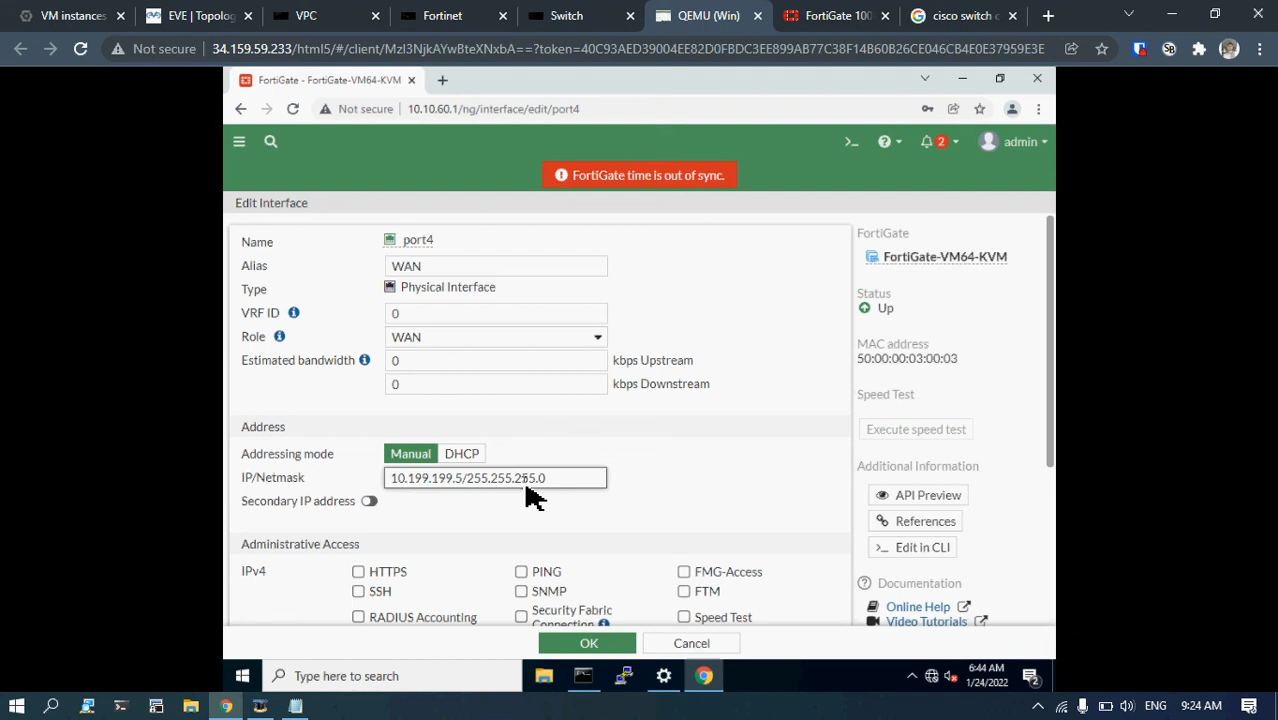 VM instances
EVE | Topolog
VPC
Fortinet
Switch
QEMU (Win)
FortiGate 100
cisco switch c
Not secure
34.159.59.233/html5/#/client/MzI3NjkAYwBteXNxbA==?token=40C93AED39004EE82D0FBDC3EE899AB77C38F14B60B26CE046CB4E0E37959E3E
FortiGate - FortiGate-VM64-KVM
Not secure
10.10.60.1/ng/interface/edit/port4
2
admin
FortiGate time is out of sync.
Edit Interface
Name
port4
Alias
WAN
Type
Physical Interface
VRF ID
0
Role
WAN
Estimated bandwidth
0
kbps Upstream
0
kbps Downstream
Address
Addressing mode
Manual
DHCP
IP/Netmask
10.199.199.5/255.255.255.0
Secondary IP address
Administrative Access
IPv4
HTTPS
PING
FMG-Access
SSH
SNMP
FTM
RADIUS Accounting
Security Fabric
Connection
Speed Test
OK
Cancel
FortiGate
FortiGate-VM64-KVM
Status
Up
MAC address
50:00:00:03:00:03
Speed Test
Execute speed test
Additional Information
API Preview
References
Edit in CLI
Documentation
Online Help
Video Tutorials
Type here to search
6:44 AM
1/24/2022
2
ENG
9:24 AM